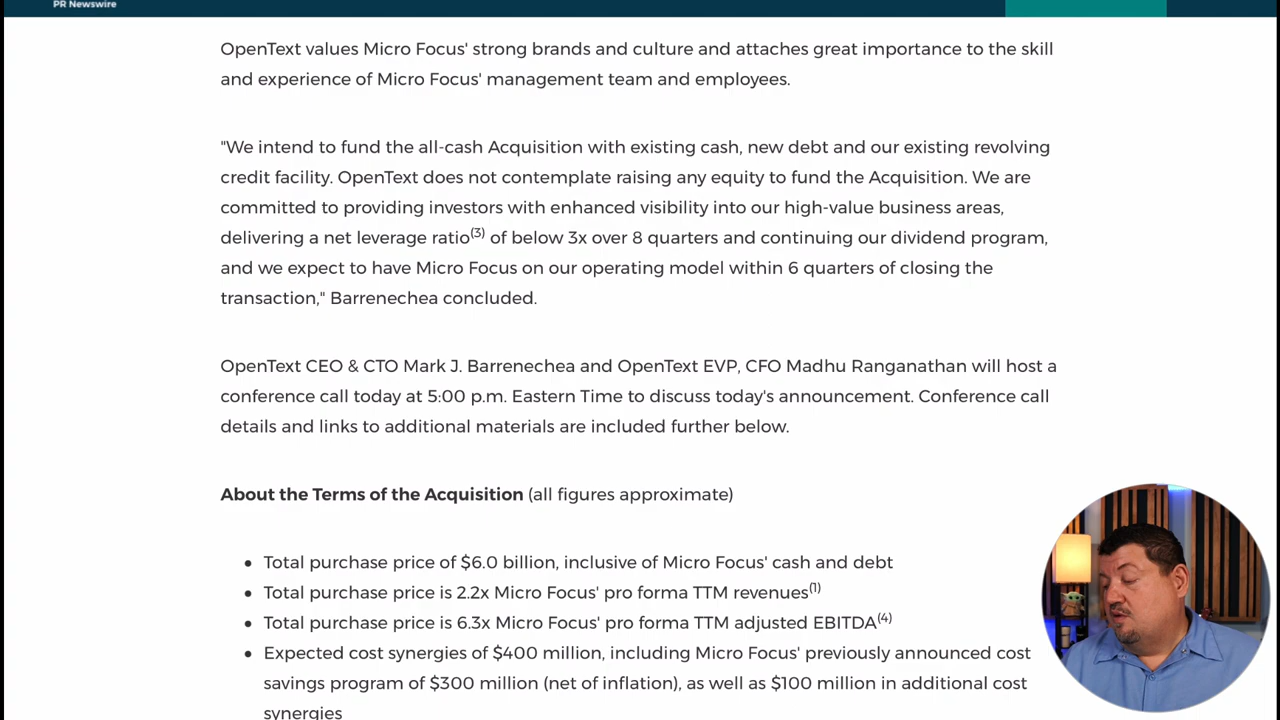 PR Newswire
OpenText values Micro Focus' strong brands and culture and attaches great importance to the skill
and experience of Micro Focus' management team and employees.
"We intend to fund the all-cash Acquisition with existing cash, new debt and our existing revolving
credit facility. OpenText does not contemplate raising any equity to fund the Acquisition. We are
committed to providing investors with enhanced visibility into our high-value business areas,
delivering a net leverage ratio(3) of below 3x over 8 quarters and continuing our dividend program,
and we expect to have Micro Focus on our operating model within 6 quarters of closing the
transaction," Barrenechea concluded.
OpenText CEO & CTO Mark J. Barrenechea and OpenText EVP, CFO Madhu Ranganathan will host a
conference call today at 5:00 p.m. Eastern Time to discuss today's announcement. Conference call
details and links to additional materials are included further below.
About the Terms of the Acquisition (all figures approximate)
• Total purchase price of $6.0 billion, inclusive of Micro Focus' cash and debt
• Total purchase price is 2.2x Micro Focus' pro forma TTM revenues(1)
• Total purchase price is 6.3x Micro Focus' pro forma TTM adjusted EBITDA(4)
• Expected cost synergies of $400 million, including Micro Focus' previously announced cost
savings program of $300 million (net of inflation), as well as $100 million in additional cost
synergies